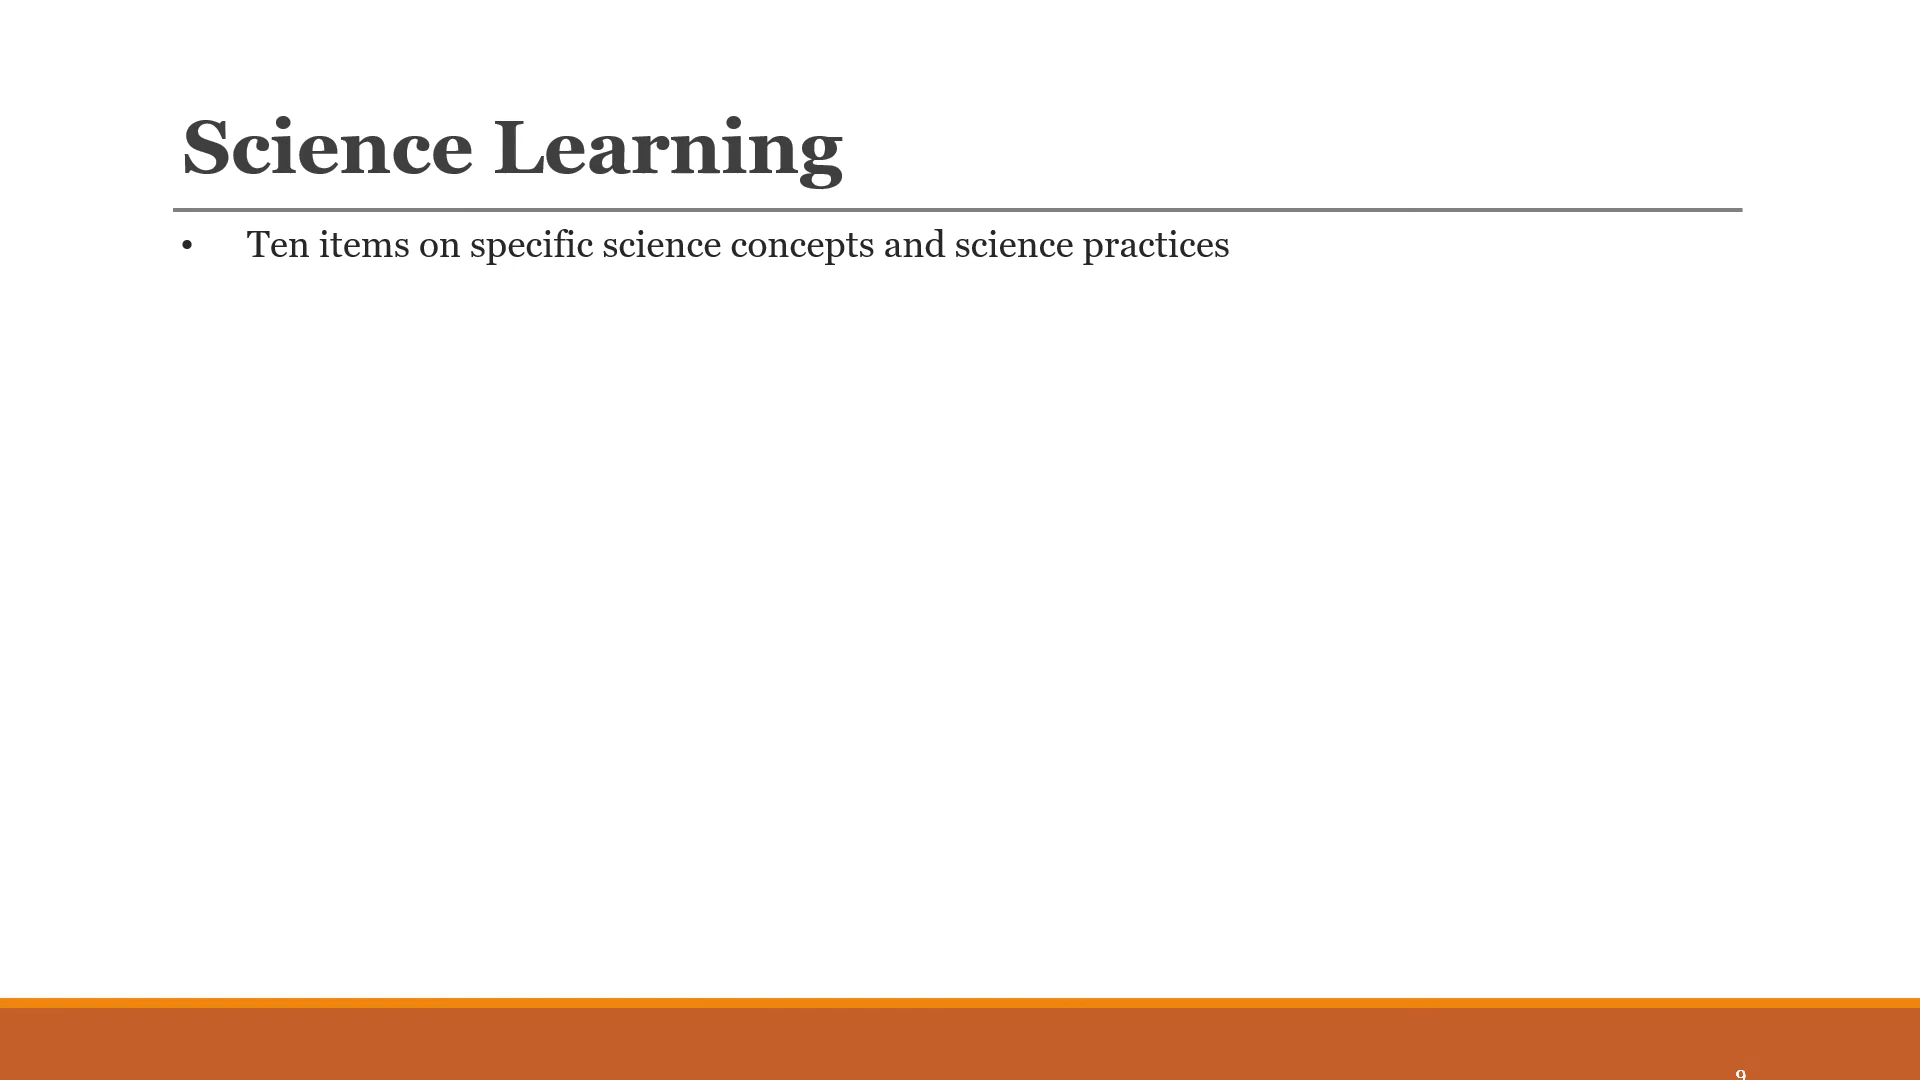 Science Learning
• Ten items on specific science concepts and science practices
9